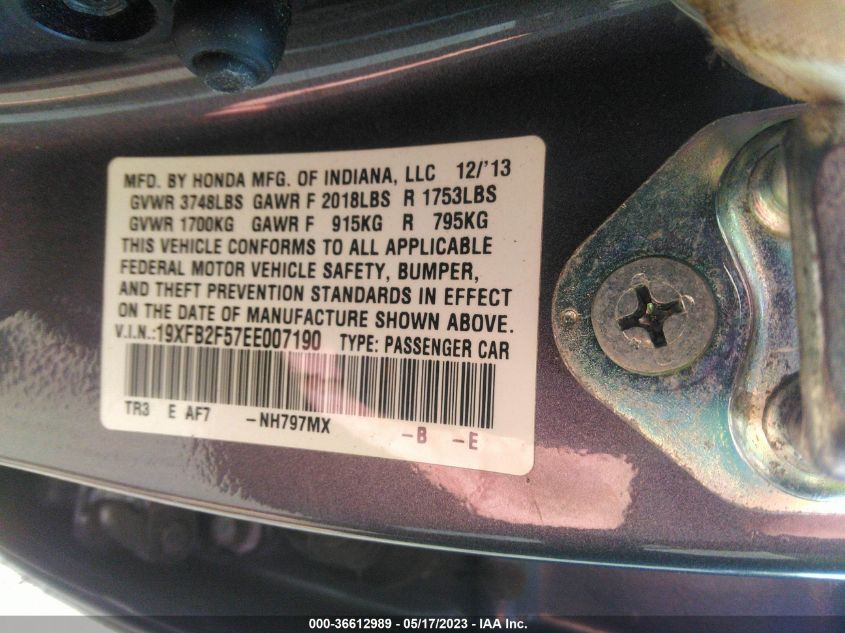 MFD. BY HONDA MFG. OF INDIANA, LLC 12/'13
GVWR 3748LBS GAWR F 2018LBS R 1753LBS
GVWR 1700KG GAWR F 915KG R 795KG
THIS VEHICLE CONFORMS TO ALL APPLICABLE
FEDERAL MOTOR VEHICLE SAFETY, BUMPER,
AND THEFT PREVENTION STANDARDS IN EFFECT
ON THE DATE OF MANUFACTURE SHOWN ABOVE.
V.I.N.:19XFB2F57EE007190 TYPE: PASSENGER CAR
TR3 E AF7 -NH797MX -B -E
000-36612989 - 05/17/2023 - IAA Inc.